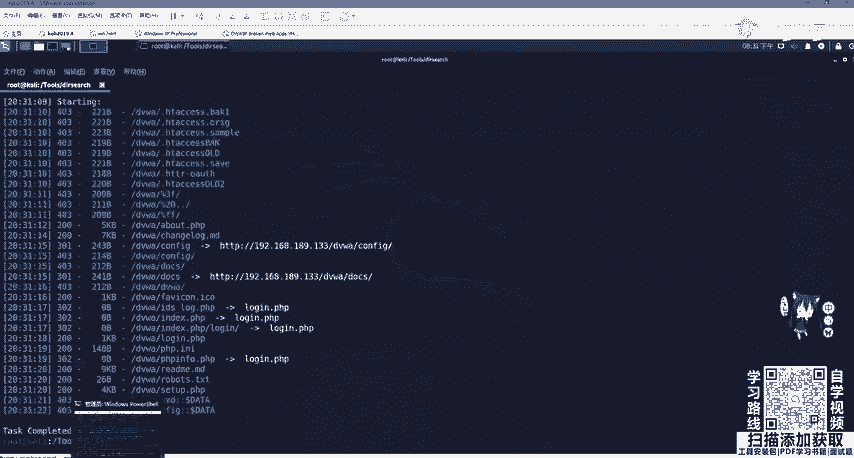 root@kali: /Tools/dirsearch
文件(F) 动作(A) 编辑(E) 查看(V) 帮助(H)
root@kali: /Tools/dirsearch
[20:31:09] Starting:
[20:31:10] 403 - 221B - /dvwa/.htaccess.bak1
[20:31:10] 403 - 221B - /dvwa/.htaccess.orig
[20:31:10] 403 - 223B - /dvwa/.htaccess.sample
[20:31:10] 403 - 219B - /dvwa/.htaccessBAK
[20:31:10] 403 - 219B - /dvwa/.htaccessOLD
[20:31:10] 403 - 221B - /dvwa/.htaccess.save
[20:31:10] 403 - 218B - /dvwa/.httr-oauth
[20:31:10] 403 - 220B - /dvwa/.htaccessOLD2
[20:31:11] 403 - 209B - /dvwa/%3f/
[20:31:11] 403 - 211B - /dvwa/%20../
[20:31:11] 403 - 209B - /dvwa/%ff/
[20:31:12] 200 - 5KB - /dvwa/about.php
[20:31:14] 200 - 7KB - /dvwa/changelog.md
[20:31:15] 301 - 243B - /dvwa/config -> http://192.168.189.133/dvwa/config/
[20:31:15] 403 - 214B - /dvwa/config/
[20:31:15] 403 - 212B - /dvwa/docs/
[20:31:15] 301 - 241B - /dvwa/docs -> http://192.168.189.133/dvwa/docs/
[20:31:16] 403 - 212B - /dvwa/dvwa/
[20:31:16] 200 - 1KB - /dvwa/favicon.ico
[20:31:17] 302 - 0B - /dvwa/ids_log.php -> login.php
[20:31:17] 302 - 0B - /dvwa/index.php -> login.php
[20:31:17] 302 - 0B - /dvwa/index.php/login/ -> login.php
[20:31:18] 200 - 1KB - /dvwa/login.php
[20:31:19] 200 - 148B - /dvwa/php.ini
[20:31:19] 302 - 0B - /dvwa/phpinfo.php -> login.php
[20:31:20] 200 - 9KB - /dvwa/readme.md
[20:31:20] 200 - 26B - /dvwa/robots.txt
[20:31:20] 200 - 4KB - /dvwa/setup.php
[20:31:21] 403
::$DATA
[20:31:22] 403
::$DATA
管理员: Windows PowerShell
Task Completed
学习路线
自学视频
扫描添加获取
工具安装包|PDF学习书籍|面试题